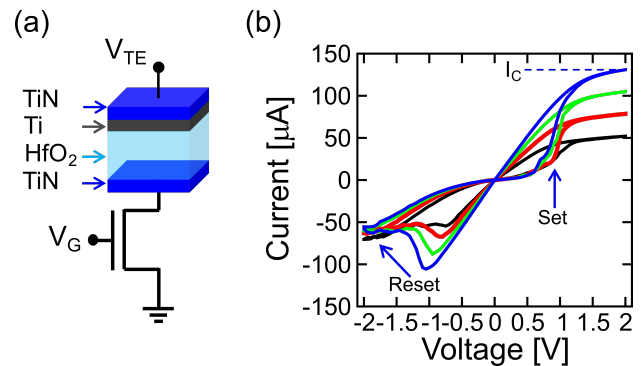 (a)
V_TE
TiN
Ti
HfO₂
TiN
V_G
(b)
150
100
50
0
-50
-100
-150
Current [μA]
I_C
Set
Reset
-2 -1.5 -1 -0.5 0 0.5 1 1.5 2
Voltage [V]